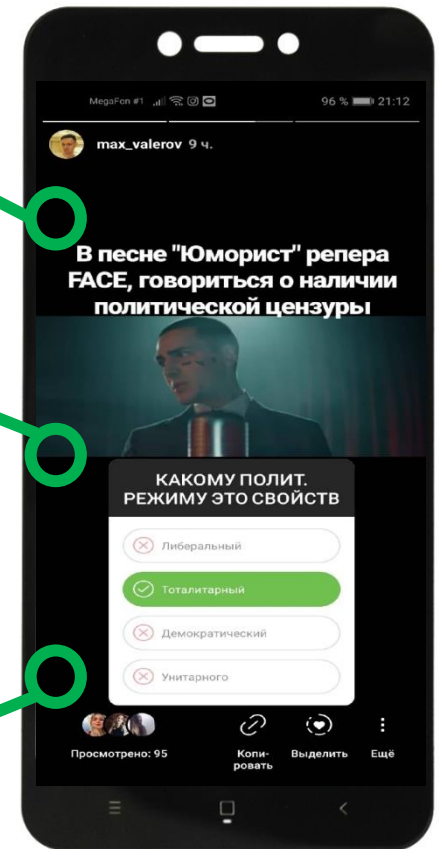 MegaFon #1 96 % 21:12
max_valerov 9 ч.
В песне "Юморист" репера
FACE, говориться о наличии
политической цензуры
КАКОМУ ПОЛИТ.
РЕЖИМУ ЭТО СВОЙСТВ
Либеральный
Тоталитарный
Демократический
Унитарного
Просмотрено: 95
Копи-
ровать
Выделить
Ещё